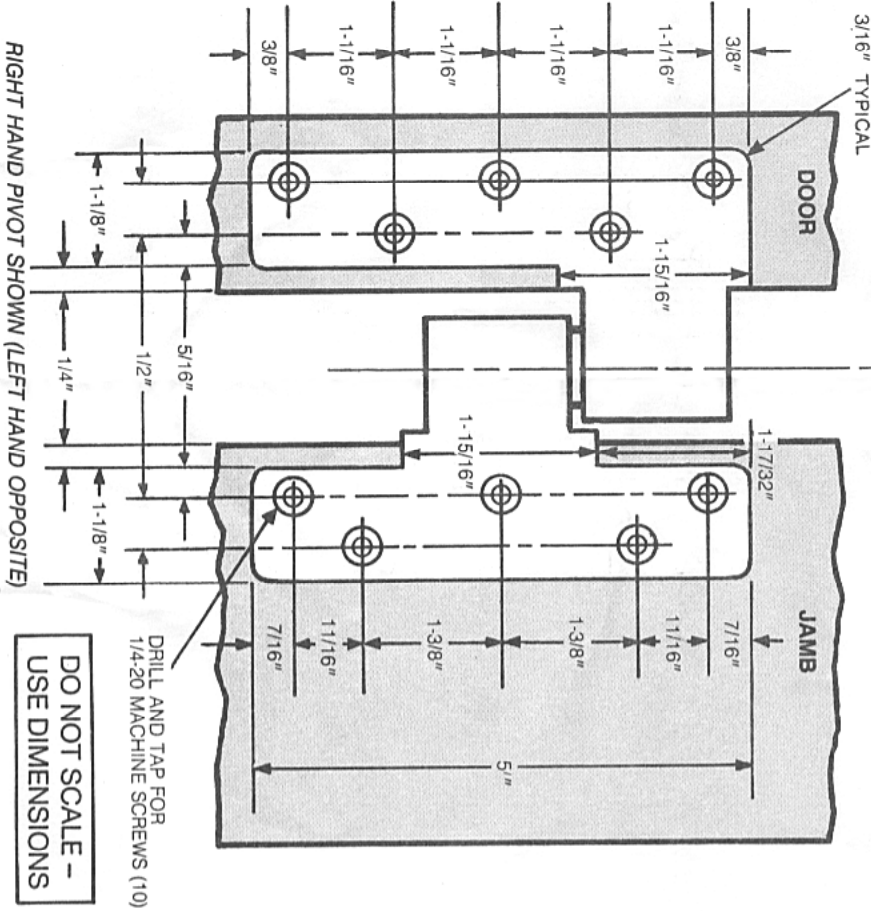 3/16" TYPICAL
3/8"
1-1/16"
1-1/16"
1-1/16"
1-1/16"
3/8"
DOOR
1-15/16"
1-1/8"
5/16"
1/2"
1/4"
1-17/32"
1-15/16"
1-1/8"
JAMB
7/16"
11/16"
1-3/8"
1-3/8"
11/16"
7/16"
5"
DRILL AND TAP FOR
1/4-20 MACHINE SCREWS (10)
RIGHT HAND PIVOT SHOWN (LEFT HAND OPPOSITE)
DO NOT SCALE –
USE DIMENSIONS